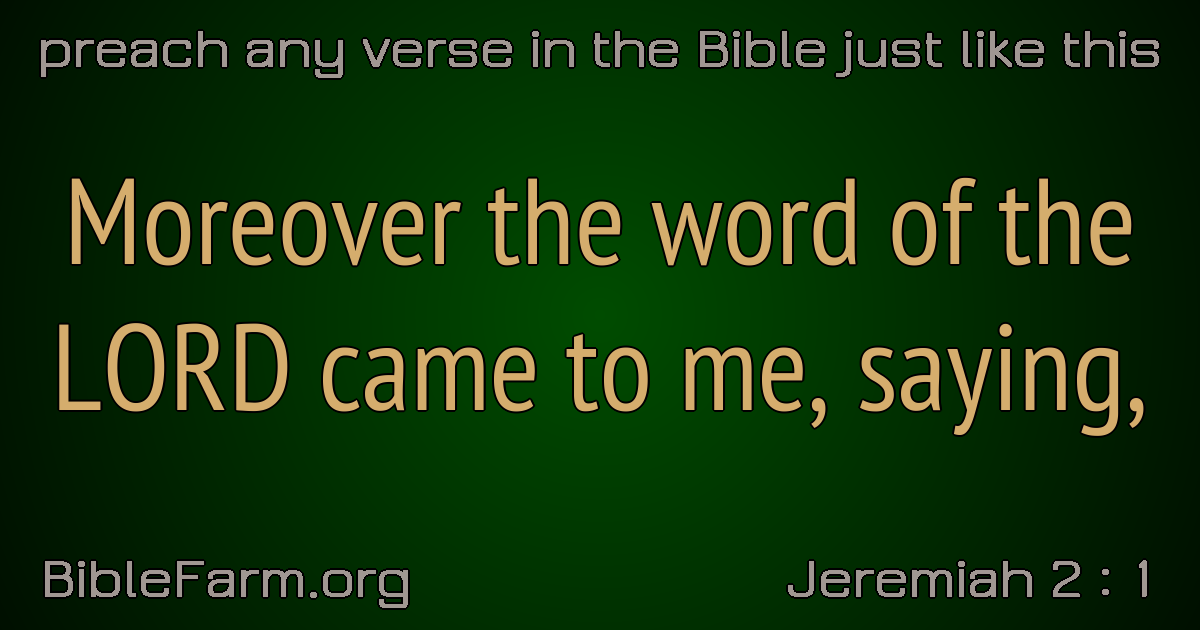 preach any verse in the Bible just like this
Moreover the word of the
LORD came to me, saying,
BibleFarm.org
Jeremiah 2 : 1